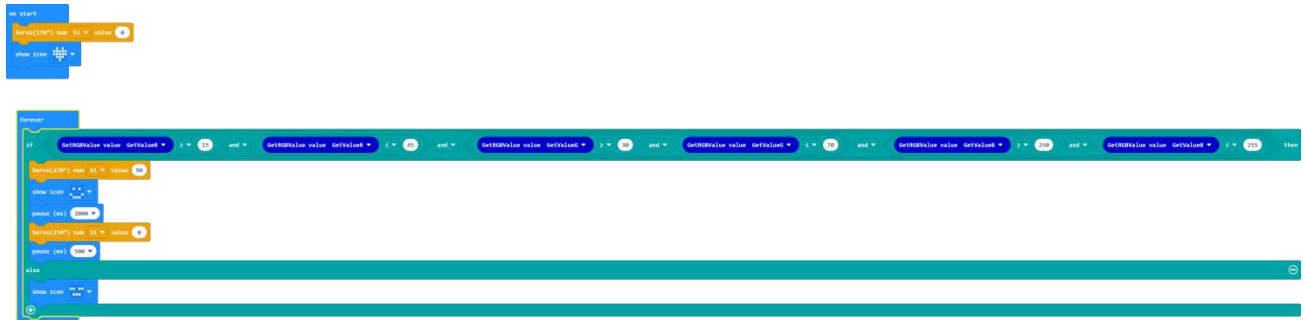 on start
Servo(270°) num S1 value 0
show icon
forever
if GetRGBValue value GetValueR ≥ 15 and GetRGBValue value GetValueR ≤ 45 and GetRGBValue value GetValueG ≥ 30 and GetRGBValue value GetValueG ≤ 70 and GetRGBValue value GetValueB ≥ 250 and GetRGBValue value GetValueB ≤ 255 then
Servo(270°) num S1 value 90
show icon
pause (ms) 2000
Servo(270°) num S1 value 0
pause (ms) 500
else
show icon